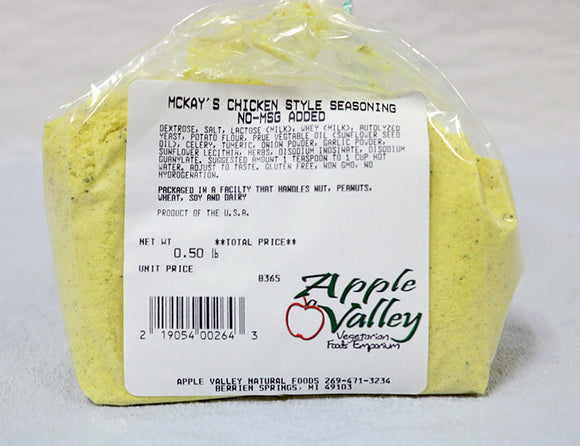 MCKAY'S CHICKEN STYLE SEASONING
NO-MSG ADDED
DEXTROSE, SALT, LACTOSE (MILK), WHEY (MILK), AUTOLYZED
YEAST, POTATO FLOUR, PRUE VEGETABLE OIL (SUNFLOWER SEED
OIL), CELERY, TUMERIC, ONION POWDER, GARLIC POWDER,
SUNFLOWER LECITHIN, HERBS, DISODIUM INOSINATE, DISODIUM
GUANYLATE, SUGGESTED AMOUNT 1 TEASPOON TO 1 CUP HOT
WATER, ADJUST TO TASTE. GLUTEN FREE, NON GMO, NO
HYDROGENATION.
PACKAGED IN A FACILTY THAT HANDLES NUT, PEANUTS,
WHEAT, SOY AND DAIRY
PRODUCT OF THE U.S.A.
NET WT **TOTAL PRICE**
0.50 lb
UNIT PRICE
8365
Apple
Valley
Vegetarian
Foods Emporium
2 19054 00264 3
APPLE VALLEY NATURAL FOODS 269-471-3234
BERRIEN SPRINGS, MI 49103